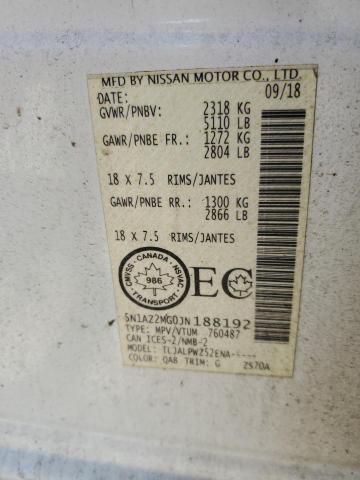 MFD BY NISSAN MOTOR CO., LTD.
DATE: 09/18
GVWR/PNBV: 2318 KG
5110 LB
GAWR/PNBE FR.: 1272 KG
2804 LB
18 X 7.5 RIMS/JANTES
GAWR/PNBE RR.: 1300 KG
2866 LB
18 X 7.5 RIMS/JANTES
CMVSS - CANADA - NSVAC
986
TRANSPORT
EC
5N1AZ2MG0JN188192
TYPE: MPV/VTUM 760487
CAN ICES-2/NMB-2
TLJALPWZ52ENA-----
COLOR: QAB TRIM: G ZS70A